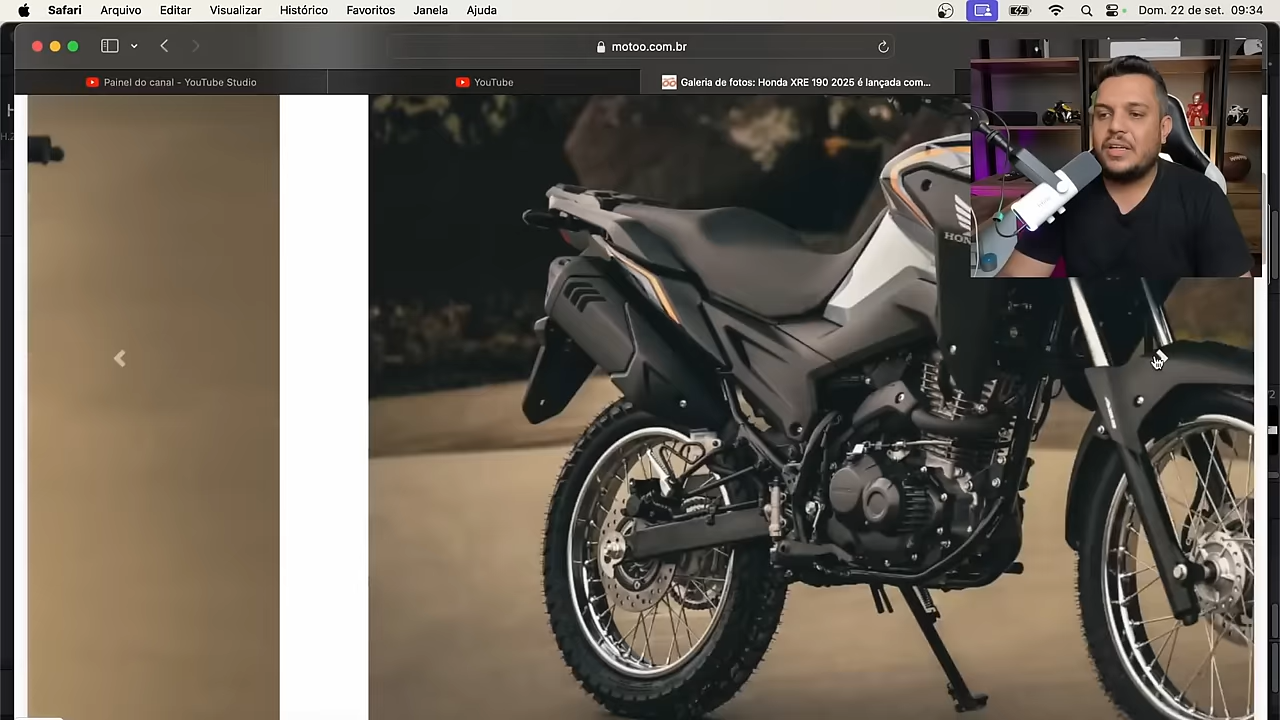 Safari Arquivo Editar Visualizar Histórico Favoritos Janela Ajuda Dom. 22 de set. 09:34
motoo.com.br
Painel do canal - YouTube Studio
YouTube
Galeria de fotos: Honda XRE 190 2025 é lançada com...
HON